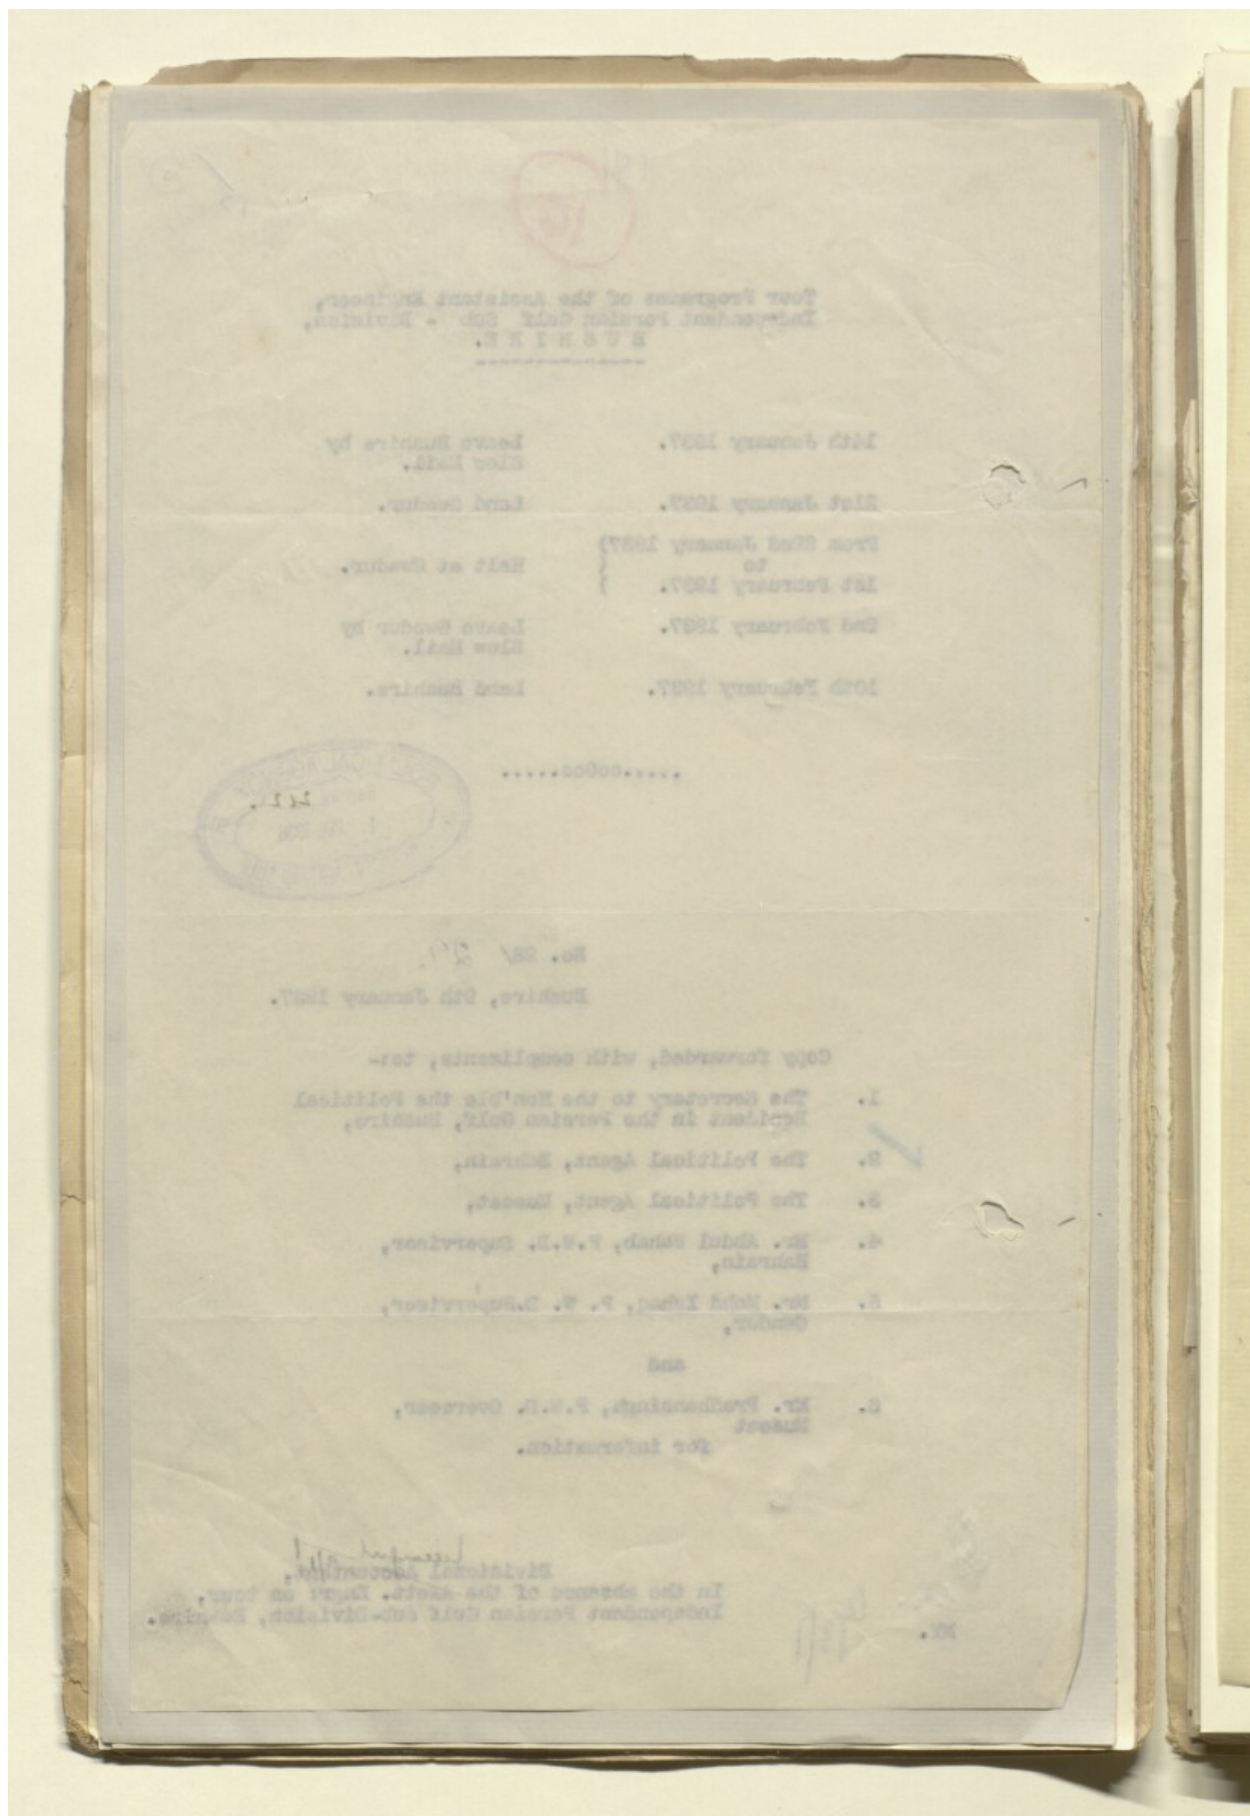 Tour Programme of the Assistant Engineer,
Independent Persian Gulf Sub - Division,
BUSHIRE.
14th January 1937. Leave Bushire by
Slow Mail.
21st January 1937. Land Gwadur.
From 22nd January 1937)
to ( Halt at Gwadur.
1st February 1937. )
2nd February 1937. Leave Gwadur by
Slow Mail.
10th February 1937. Land Bushire.
.....ooOoo.....
No. 98/
Bushire, 9th January 1937.
Copy forwarded, with compliments, to:-
1. The Secretary to the Hon'ble the Political
Resident in the Persian Gulf, Bushire,
2. The Political Agent, Bahrain,
3. The Political Agent, Muscat,
4. Mr. Abdul Wahab, P.W.D. Supervisor,
Bahrain,
5. Mr. Mohd Ishaq, P. W. D.Supervisor,
and
Mr. Pradhansingh, P.W.D. Overseer,
Muscat
for information.
Divisional Accountant,
In the absence of the Asstt. Engr: on tour,
Independent Persian Gulf Sub-Division, Bushire.